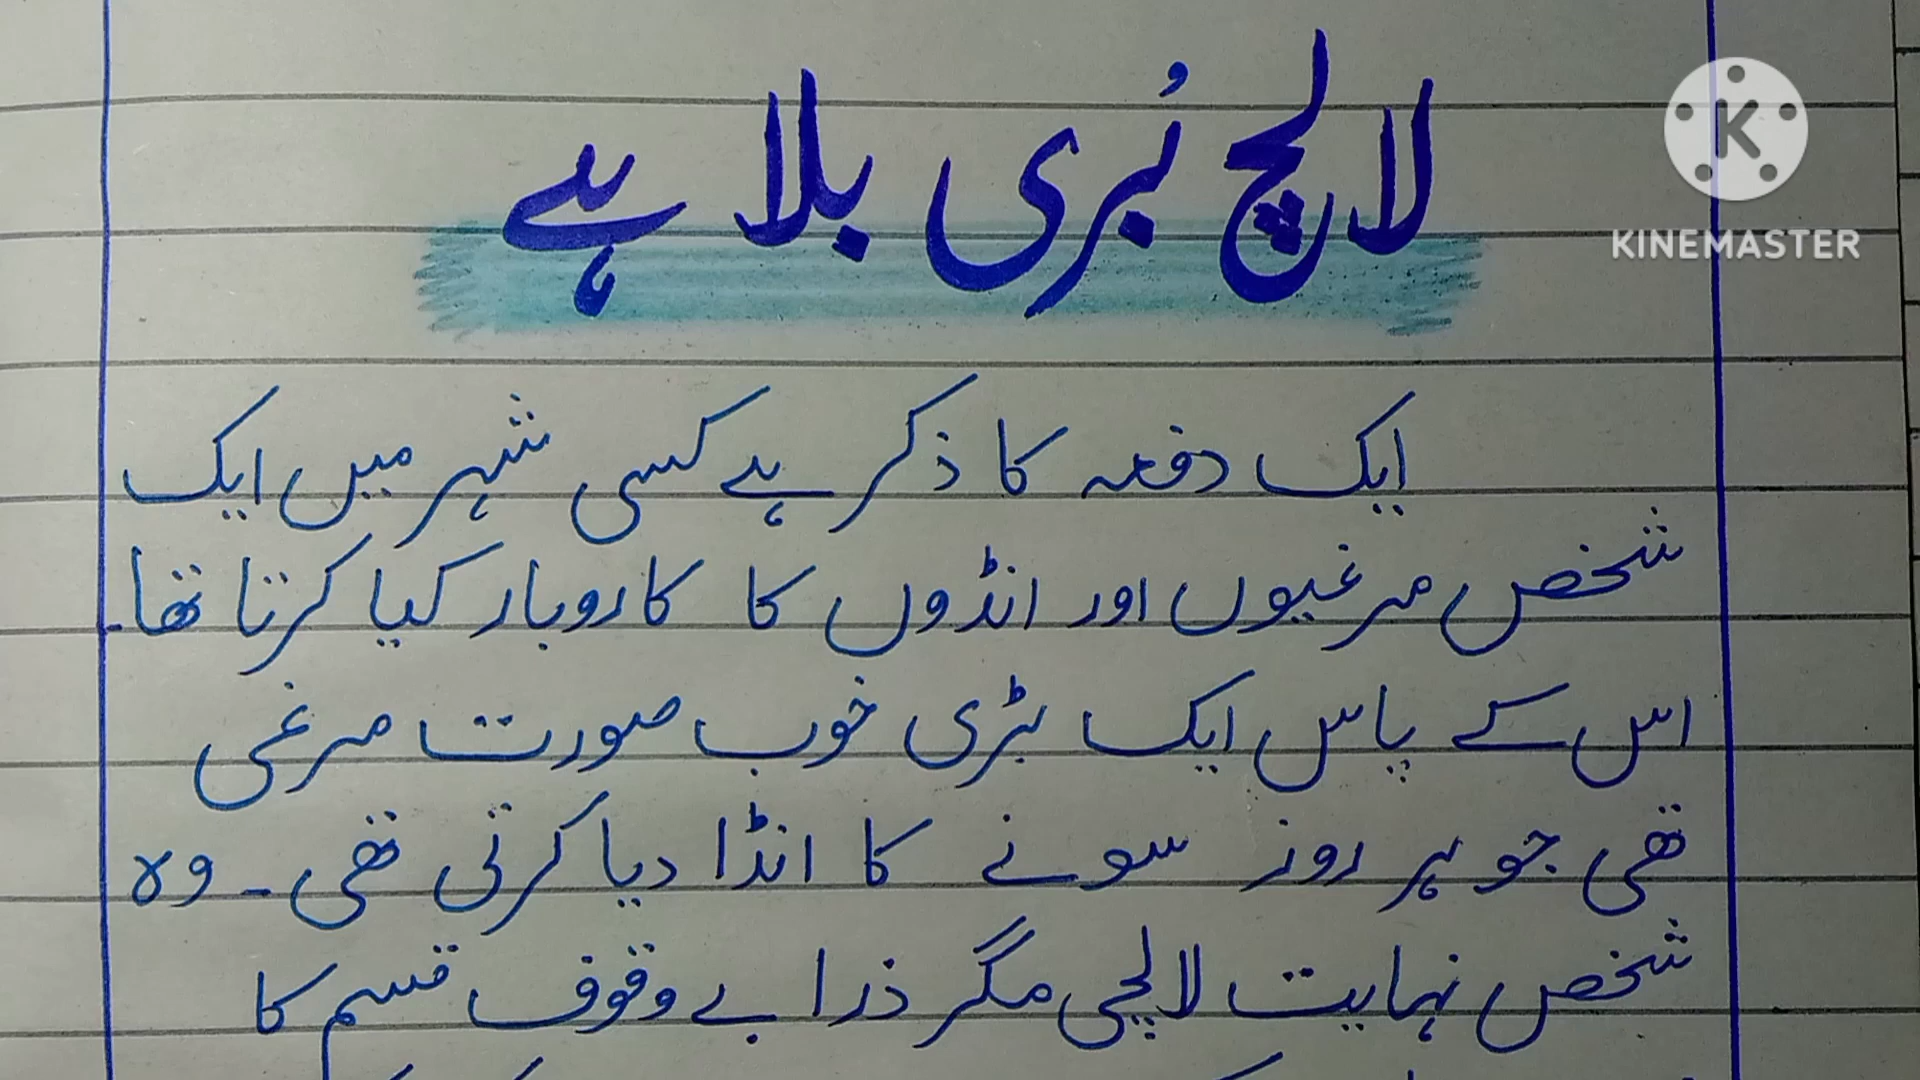 لالچ بُری بلا ہے
KINEMASTER
ایک دفعہ کا ذکر ہے کسی شہر میں ایک
شخص مرغیوں اور انڈوں کا کاروبار کیا کرتا تھا۔
اس کے پاس ایک بڑی خوب صورت مرغی
تھی جو ہر روز سونے کا انڈا دیا کرتی تھی۔ وہ
شخص نہایت لالچی مگر ذرا بے وقوف قسم کا